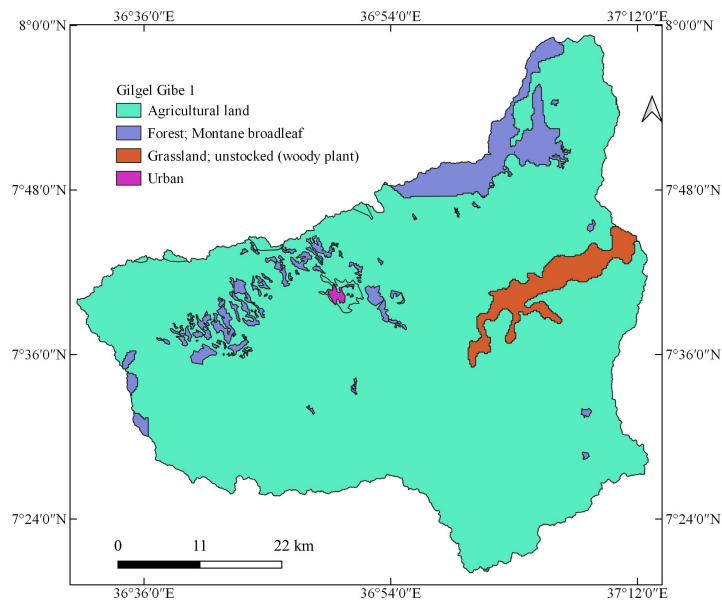 36°36′0″E 36°54′0″E 37°12′0″E
8°0′0″N 8°0′0″N
Gilgel Gibe 1
Agricultural land
Forest; Montane broadleaf
Grassland; unstocked (woody plant)
Urban
7°48′0″N 7°48′0″N
7°36′0″N 7°36′0″N
7°24′0″N 7°24′0″N
0 11 22 km
36°36′0″E 36°54′0″E 37°12′0″E